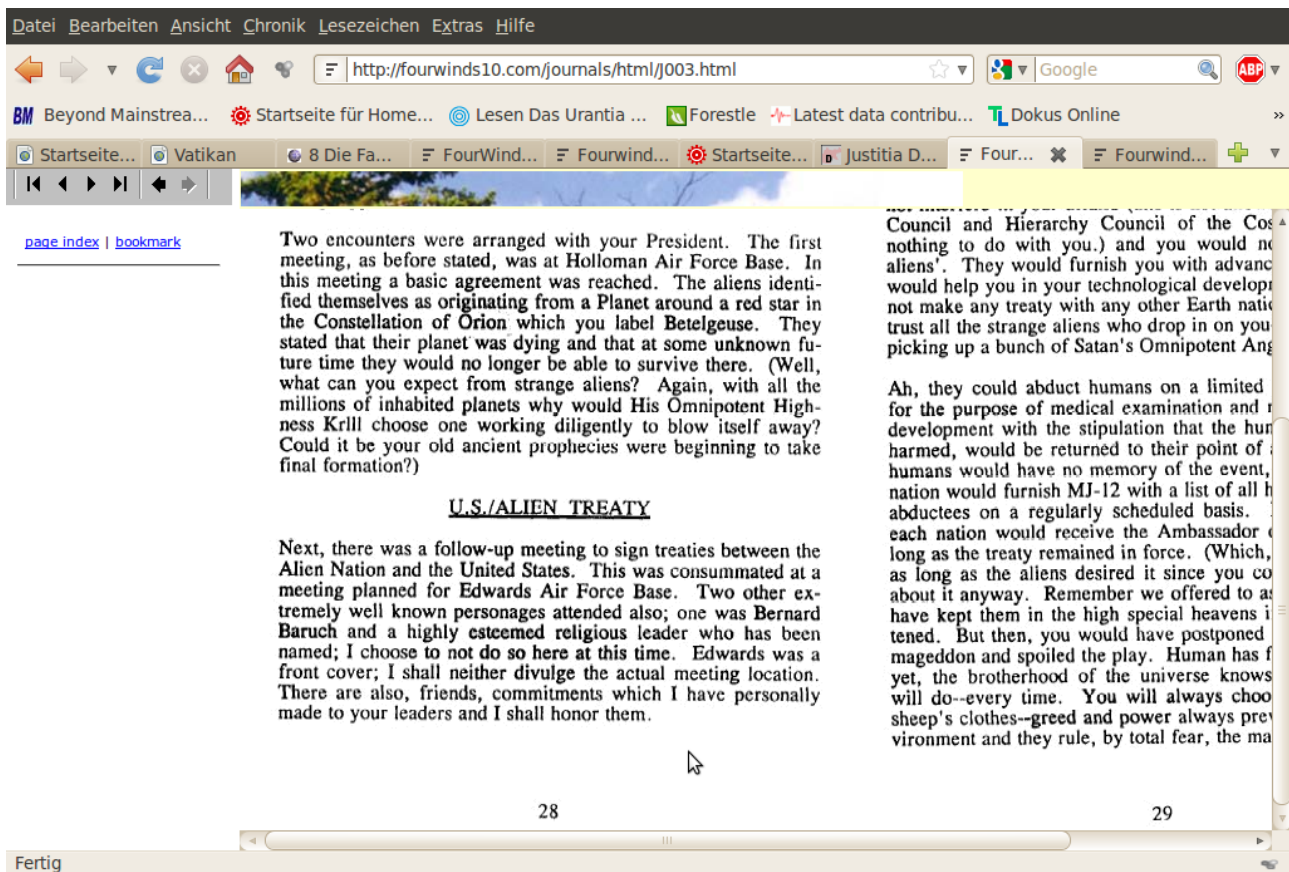 Datei Bearbeiten Ansicht Chronik Lesezeichen Extras Hilfe
http://fourwinds10.com/journals/html/J003.html
Google
ABP
BM Beyond Mainstrea...
Startseite für Home...
Lesen Das Urantia ...
Forestle
Latest data contribu...
TL Dokus Online
»
Startseite...
Vatikan
8 Die Fa...
FourWind...
Fourwind...
Startseite...
Justitia D...
Four...
Fourwind...
page index | bookmark
Two encounters were arranged with your President. The first
meeting, as before stated, was at Holloman Air Force Base. In
this meeting a basic agreement was reached. The aliens identi-
fied themselves as originating from a Planet around a red star in
the Constellation of Orion which you label Betelgeuse. They
stated that their planet was dying and that at some unknown fu-
ture time they would no longer be able to survive there. (Well,
what can you expect from strange aliens? Again, with all the
millions of inhabited planets why would His Omnipotent High-
ness Krlll choose one working diligently to blow itself away?
Could it be your old ancient prophecies were beginning to take
final formation?)
U.S./ALIEN TREATY
Next, there was a follow-up meeting to sign treaties between the
Alien Nation and the United States. This was consummated at a
meeting planned for Edwards Air Force Base. Two other ex-
tremely well known personages attended also; one was Bernard
Baruch and a highly esteemed religious leader who has been
named; I choose to not do so here at this time. Edwards was a
front cover; I shall neither divulge the actual meeting location.
There are also, friends, commitments which I have personally
made to your leaders and I shall honor them.
28
Council and Hierarchy Council of the Cos
nothing to do with you.) and you would no
aliens'. They would furnish you with advanc
would help you in your technological develop
not make any treaty with any other Earth natio
trust all the strange aliens who drop in on you
picking up a bunch of Satan's Omnipotent Ang
Ah, they could abduct humans on a limited
for the purpose of medical examination and
development with the stipulation that the hum
harmed, would be returned to their point of
humans would have no memory of the event,
nation would furnish MJ-12 with a list of all h
abductees on a regularly scheduled basis.
each nation would receive the Ambassador
long as the treaty remained in force. (Which,
as long as the aliens desired it since you co
about it anyway. Remember we offered to as
have kept them in the high special heavens i
tened. But then, you would have postponed
mageddon and spoiled the play. Human has f
yet, the brotherhood of the universe knows
will do--every time. You will always choo
sheep's clothes--greed and power always prev
vironment and they rule, by total fear, the ma
29
Fertig